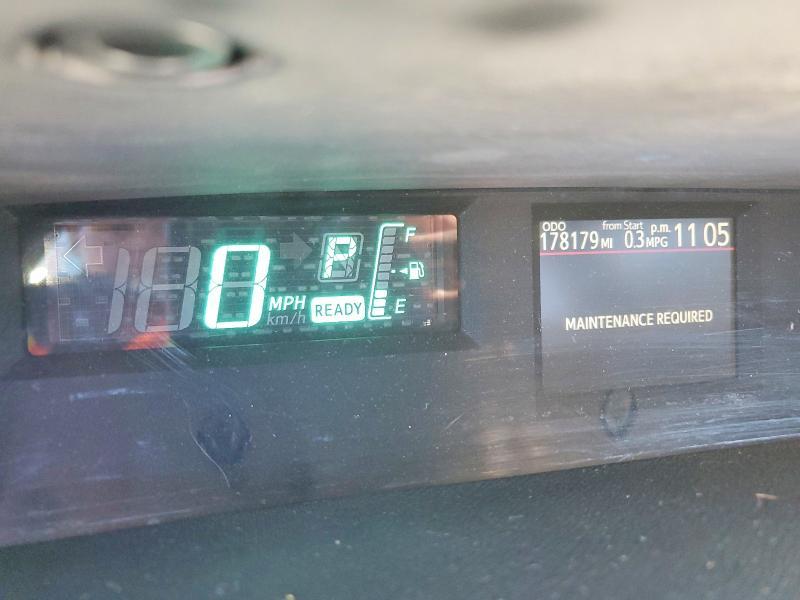 0 MPH
km/h
P
READY
F
E
ODO from Start p.m.
178179 MI 0.3 MPG 11 05
MAINTENANCE REQUIRED